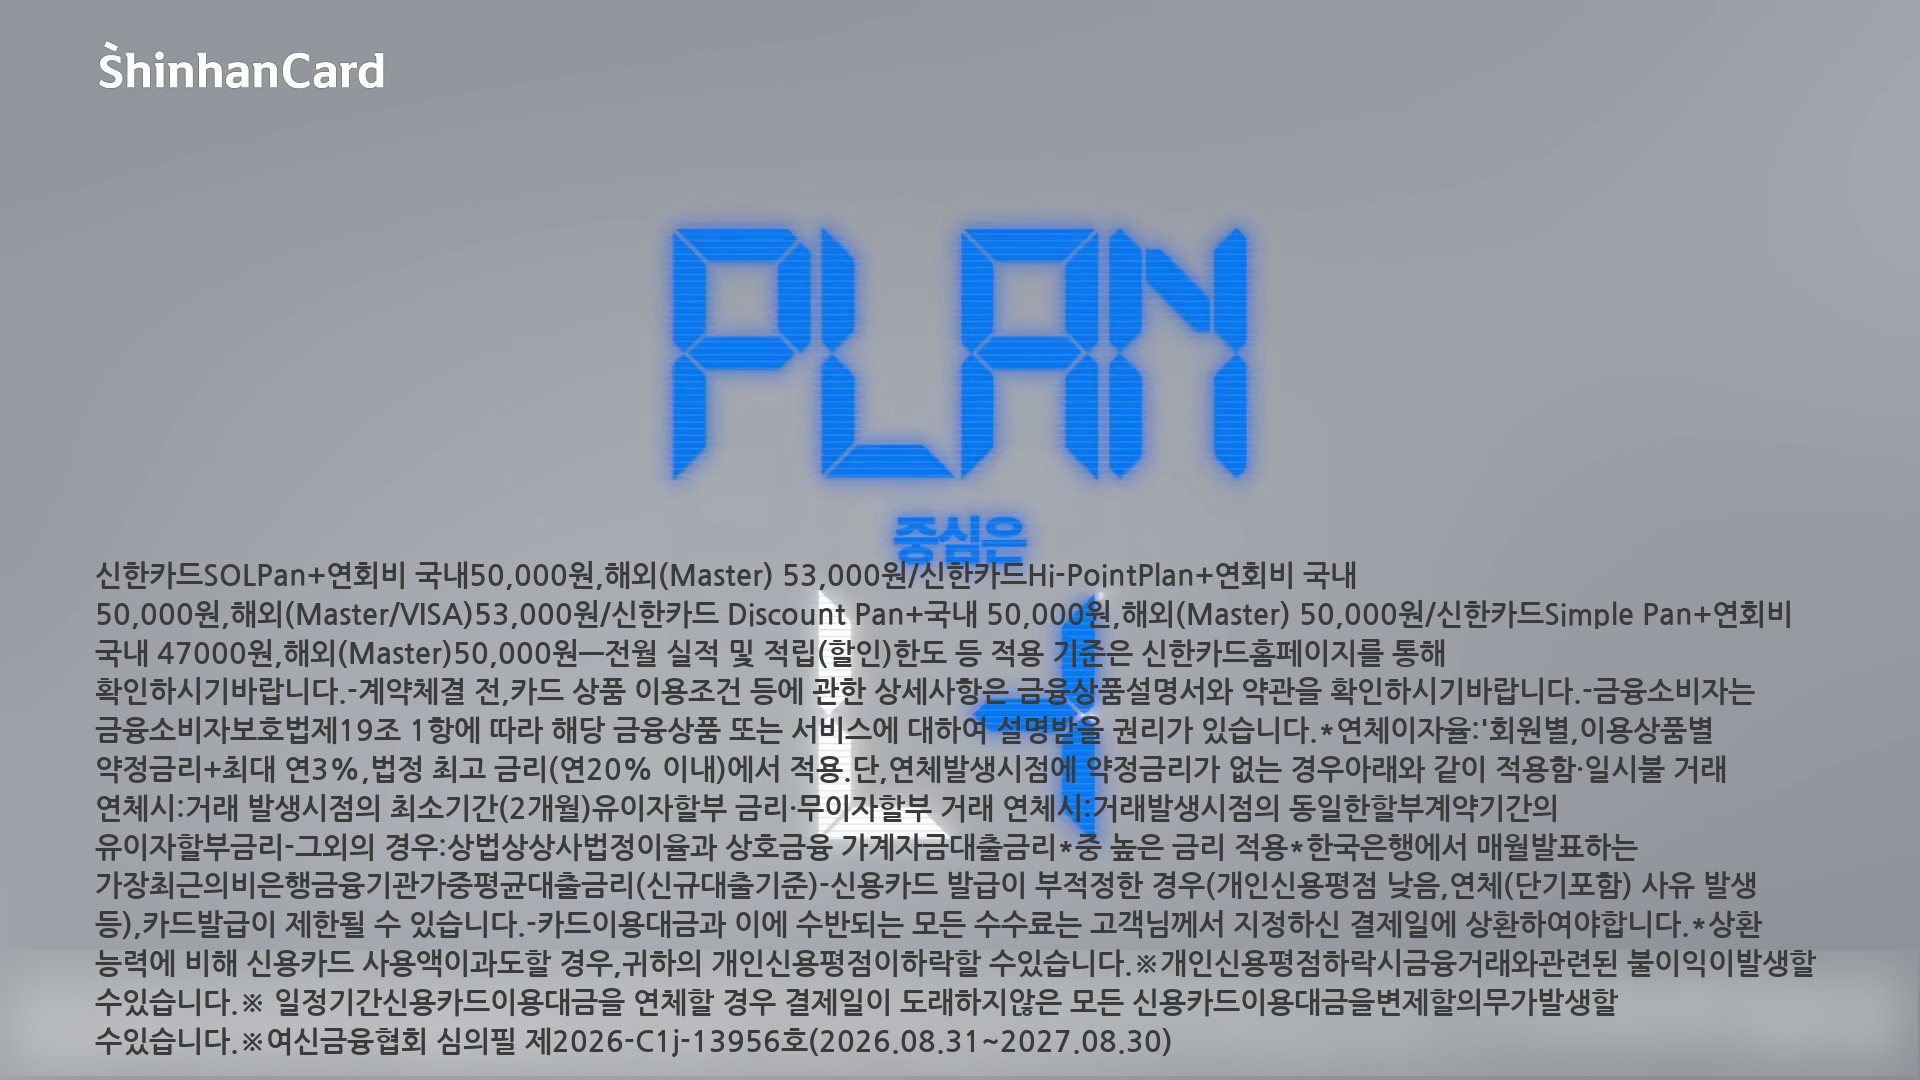 ShinhanCard
PLAN
중심은
나
신한카드SOLPan+연회비 국내50,000원,해외(Master) 53,000원/신한카드Hi-PointPlan+연회비 국내
50,000원,해외(Master/VISA)53,000원/신한카드 Discount Pan+국내 50,000원,해외(Master) 50,000원/신한카드Simple Pan+연회비
국내 47000원,해외(Master)50,000원—전월 실적 및 적립(할인)한도 등 적용 기준은 신한카드홈페이지를 통해
확인하시기바랍니다.-계약체결 전,카드 상품 이용조건 등에 관한 상세사항은 금융상품설명서와 약관을 확인하시기바랍니다.-금융소비자는
금융소비자보호법제19조 1항에 따라 해당 금융상품 또는 서비스에 대하여 설명받을 권리가 있습니다.*연체이자율:'회원별,이용상품별
약정금리+최대 연3%,법정 최고 금리(연20% 이내)에서 적용.단,연체발생시점에 약정금리가 없는 경우아래와 같이 적용함·일시불 거래
연체시:거래 발생시점의 최소기간(2개월)유이자할부 금리·무이자할부 거래 연체시:거래발생시점의 동일한할부계약기간의
유이자할부금리-그외의 경우:상법상상사법정이율과 상호금융 가계자금대출금리*중 높은 금리 적용*한국은행에서 매월발표하는
가장최근의비은행금융기관가중평균대출금리(신규대출기준)-신용카드 발급이 부적정한 경우(개인신용평점 낮음,연체(단기포함) 사유 발생
등),카드발급이 제한될 수 있습니다.-카드이용대금과 이에 수반되는 모든 수수료는 고객님께서 지정하신 결제일에 상환하여야합니다.*상환
능력에 비해 신용카드 사용액이과도할 경우,귀하의 개인신용평점이하락할 수있습니다.※개인신용평점하락시금융거래와관련된 불이익이발생할
수있습니다.※ 일정기간신용카드이용대금을 연체할 경우 결제일이 도래하지않은 모든 신용카드이용대금을변제할의무가발생할
수있습니다.※여신금융협회 심의필 제2026-C1j-13956호(2026.08.31~2027.08.30)